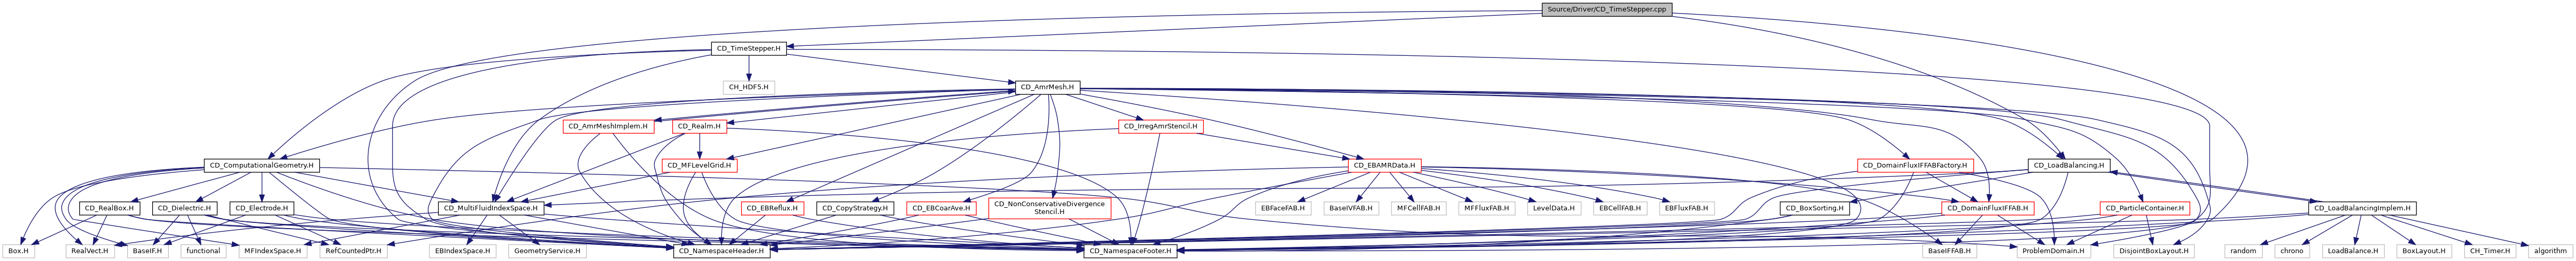 Source/Driver/CD_TimeStepper.cpp
CD_TimeStepper.H
CH_HDF5.H
CD_AmrMesh.H
CD_AmrMeshImplem.H
CD_Realm.H
CD_IrregAmrStencil.H
CD_ComputationalGeometry.H
CD_MFLevelGrid.H
CD_EBAMRData.H
CD_DomainFluxIFFABFactory.H
CD_LoadBalancing.H
CD_RealBox.H
CD_Dielectric.H
CD_Electrode.H
CD_MultiFluidIndexSpace.H
CD_EBReflux.H
CD_CopyStrategy.H
CD_EBCoarAve.H
CD_NonConservativeDivergence
Stencil.H
EBFaceFAB.H
BaseIVFAB.H
MFCellFAB.H
MFFluxFAB.H
LevelData.H
EBCellFAB.H
EBFluxFAB.H
CD_BoxSorting.H
CD_DomainFluxIFFAB.H
CD_ParticleContainer.H
CD_LoadBalancingImplem.H
Box.H
RealVect.H
BaseIF.H
functional
MFIndexSpace.H
RefCountedPtr.H
EBIndexSpace.H
GeometryService.H
CD_NamespaceHeader.H
CD_NamespaceFooter.H
BaseIFFAB.H
ProblemDomain.H
DisjointBoxLayout.H
random
chrono
LoadBalance.H
BoxLayout.H
CH_Timer.H
algorithm